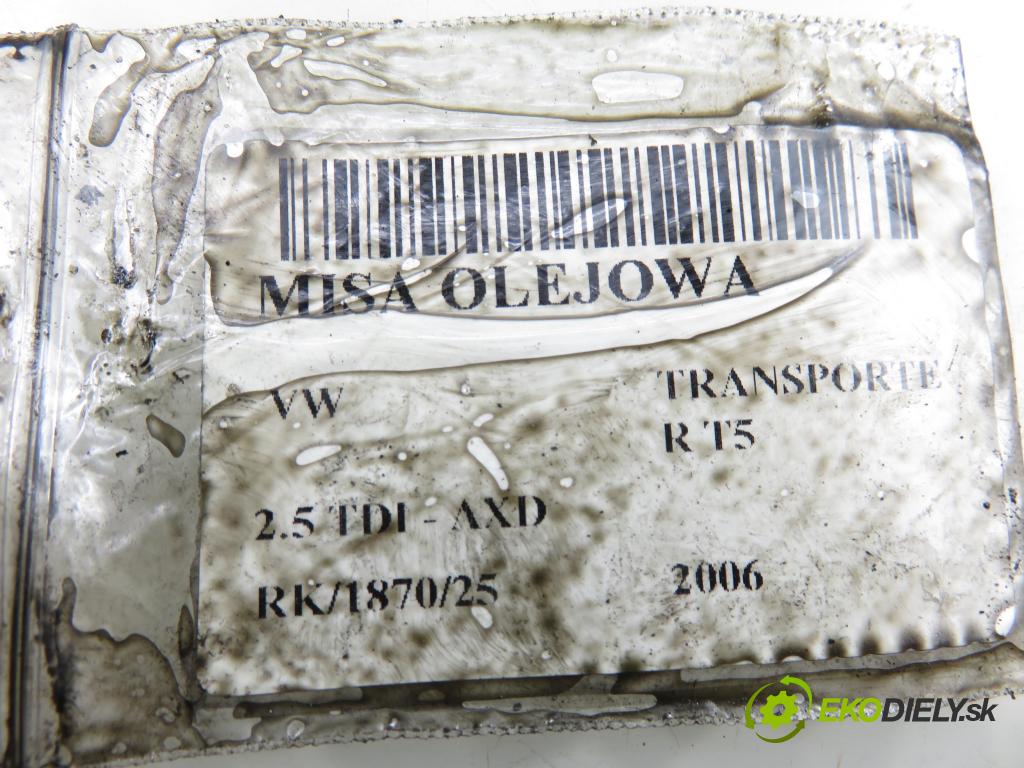 MISA OLEJOWA
VW
TRANSPORTE
R T5
2.5 TDI - AXD
RK/1870/25
2006
EKODIELY.sk